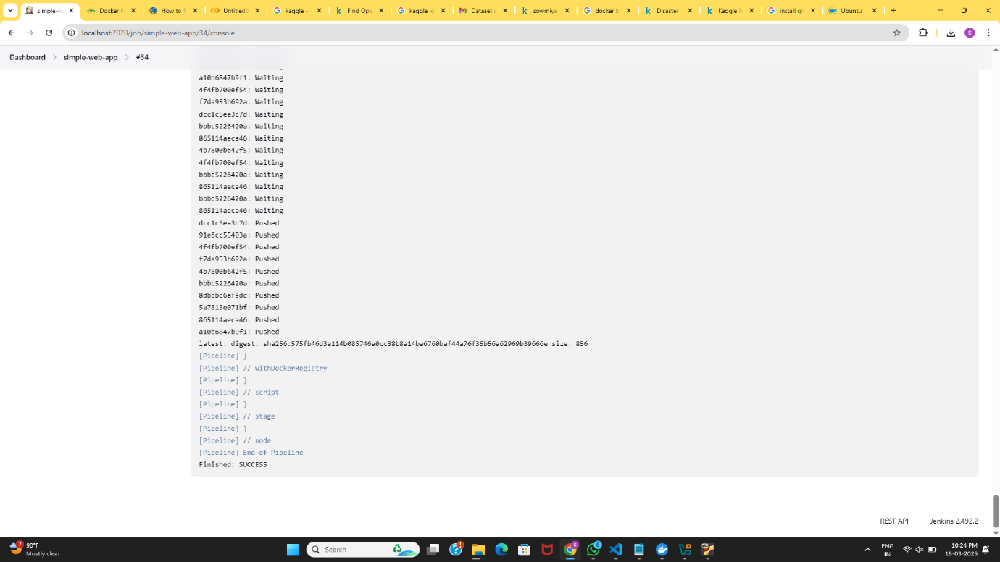 simple-w
Docker P
How to R
Untitled6
kaggle -
Find Ope
kaggle id
Dataset s
sowmiya
docker b
Disaster
Kaggle N
install git
Ubuntu |
localhost:7070/job/simple-web-app/34/console
S
Dashboard
simple-web-app
#34
a10b6847b9f1: Waiting
4f4fb700ef54: Waiting
f7da953b692a: Waiting
dcc1c5ea3c7d: Waiting
bbbc5226420a: Waiting
865114aeca46: Waiting
4b7800b642f5: Waiting
4f4fb700ef54: Waiting
bbbc5226420a: Waiting
865114aeca46: Waiting
bbbc5226420a: Waiting
865114aeca46: Waiting
dcc1c5ea3c7d: Pushed
91e6cc55403a: Pushed
4f4fb700ef54: Pushed
f7da953b692a: Pushed
4b7800b642f5: Pushed
bbbc5226420a: Pushed
8dbbbc6af9dc: Pushed
5a7813e071bf: Pushed
865114aeca46: Pushed
a10b6847b9f1: Pushed
latest: digest: sha256:575fb46d3e114b085746a0cc38b8a14ba6760baf44a76f35b56a62969b39666e size: 856
[Pipeline] }
[Pipeline] // withDockerRegistry
[Pipeline] }
[Pipeline] // script
[Pipeline] }
[Pipeline] // stage
[Pipeline] }
[Pipeline] // node
[Pipeline] End of Pipeline
Finished: SUCCESS
REST API
Jenkins 2.492.2
7
90°F
Mostly clear
Search
S
6
ENG
IN
10:24 PM
18-03-2025